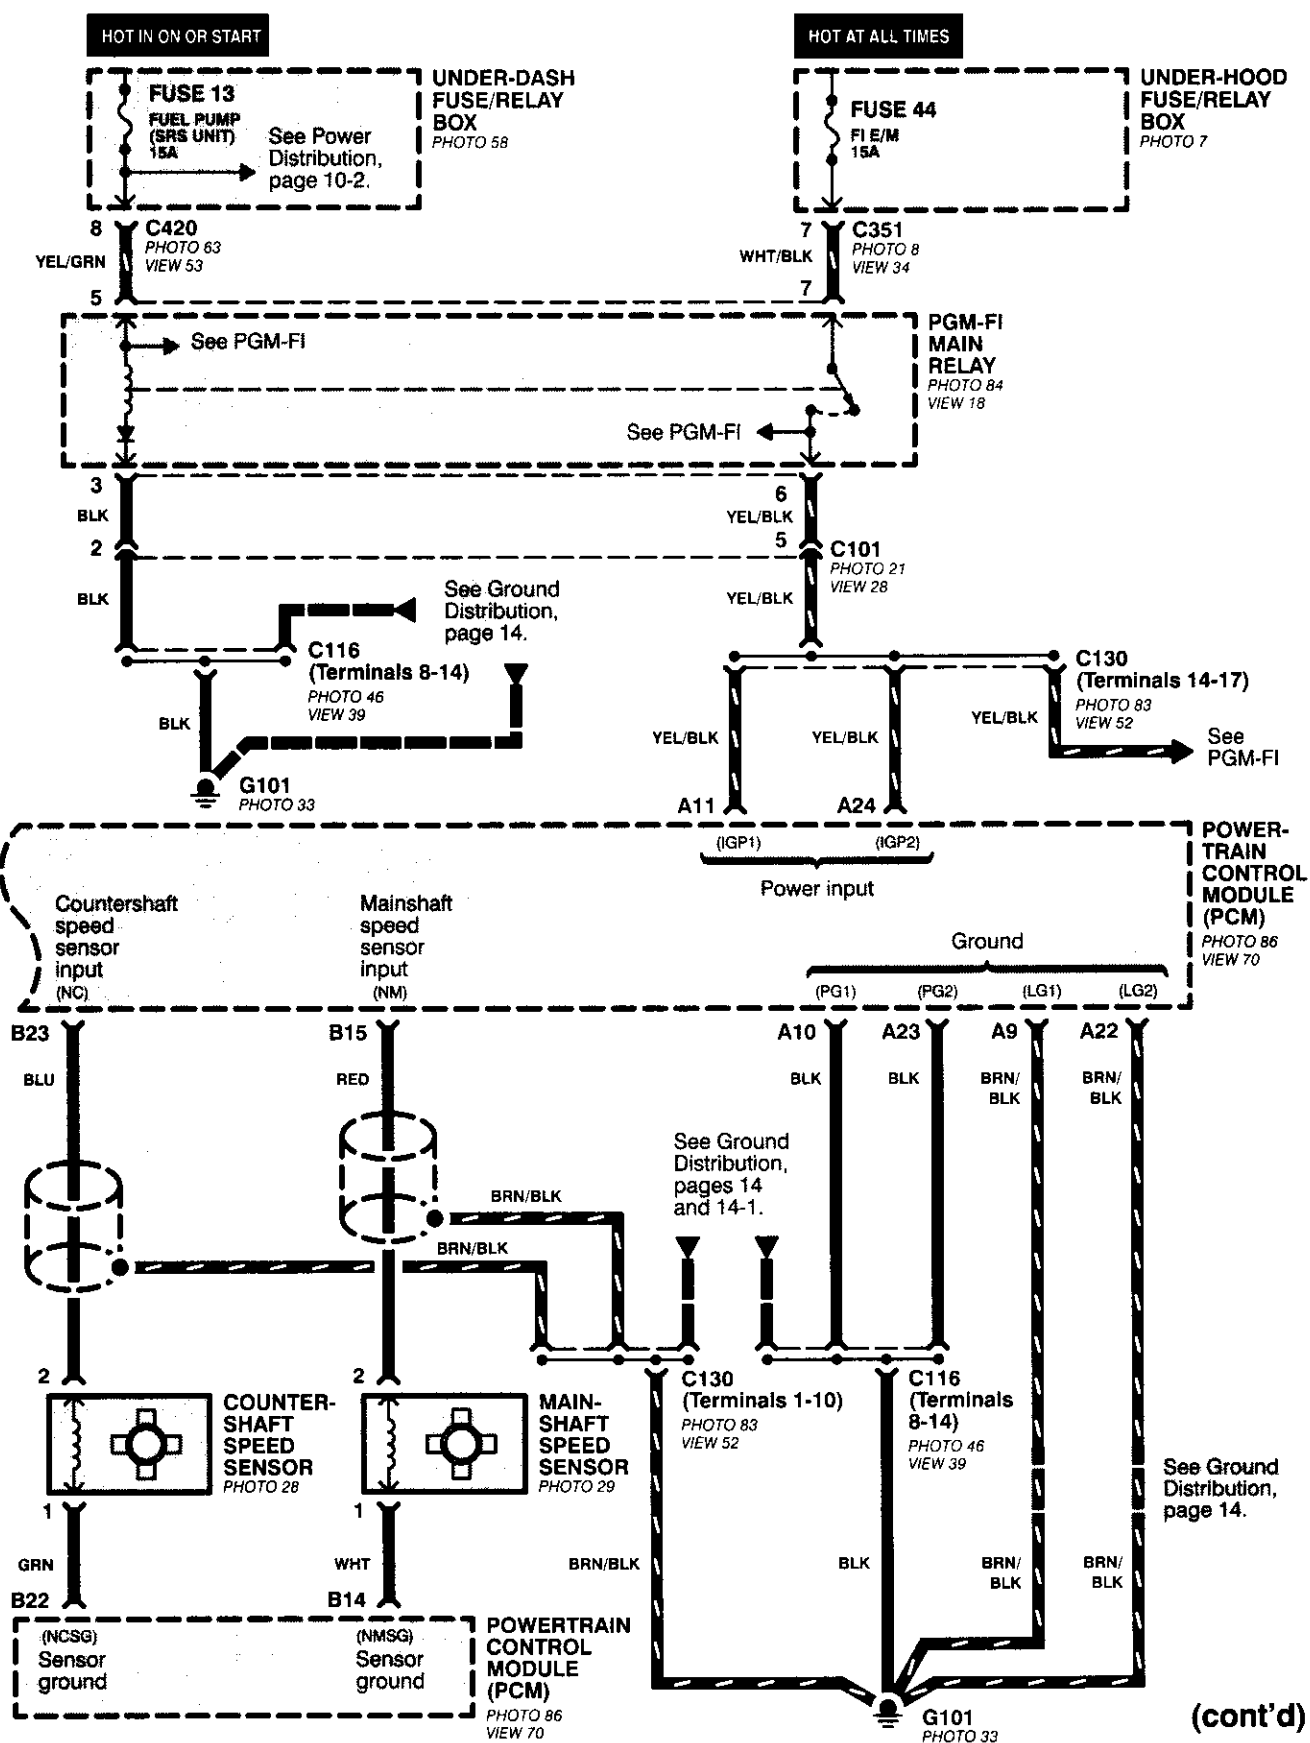 HOT IN ON OR START
HOT AT ALL TIMES
FUSE 13
FUEL PUMP
(SRS UNIT)
15A
See Power
Distribution,
page 10-2.
UNDER-DASH
FUSE/RELAY
BOX
PHOTO 58
FUSE 44
FI E/M
15A
UNDER-HOOD
FUSE/RELAY
BOX
PHOTO 7
8
C420
PHOTO 63
VIEW 53
YEL/GRN
5
7
C351
PHOTO 8
VIEW 34
WHT/BLK
7
See PGM-FI
PGM-FI
MAIN
RELAY
PHOTO 84
VIEW 18
See PGM-FI
3
BLK
2
6
YEL/BLK
5
C101
PHOTO 21
VIEW 28
BLK
See Ground
Distribution,
page 14.
YEL/BLK
C116
(Terminals 8-14)
PHOTO 46
VIEW 39
BLK
G101
PHOTO 33
C130
(Terminals 14-17)
PHOTO 83
VIEW 52
YEL/BLK
YEL/BLK
YEL/BLK
See
PGM-FI
A11
A24
(IGP1)
(IGP2)
Power input
POWER-
TRAIN
CONTROL
MODULE
(PCM)
PHOTO 86
VIEW 70
Countershaft
speed
sensor
input
(NC)
Mainshaft
speed
sensor
input
(NM)
Ground
(PG1)
(PG2)
(LG1)
(LG2)
B23
B15
A10
A23
A9
A22
BLU
RED
BLK
BLK
BRN/
BLK
BRN/
BLK
See Ground
Distribution,
pages 14
and 14-1.
BRN/BLK
BRN/BLK
2
2
COUNTER-
SHAFT
SPEED
SENSOR
PHOTO 28
MAIN-
SHAFT
SPEED
SENSOR
PHOTO 29
C130
(Terminals 1-10)
PHOTO 83
VIEW 52
C116
(Terminals
8-14)
PHOTO 46
VIEW 39
See Ground
Distribution,
page 14.
1
1
GRN
WHT
BRN/BLK
BLK
BRN/
BLK
BRN/
BLK
B22
B14
(NCSG)
Sensor
ground
(NMSG)
Sensor
ground
POWERTRAIN
CONTROL
MODULE
(PCM)
PHOTO 86
VIEW 70
G101
PHOTO 33
(cont'd)